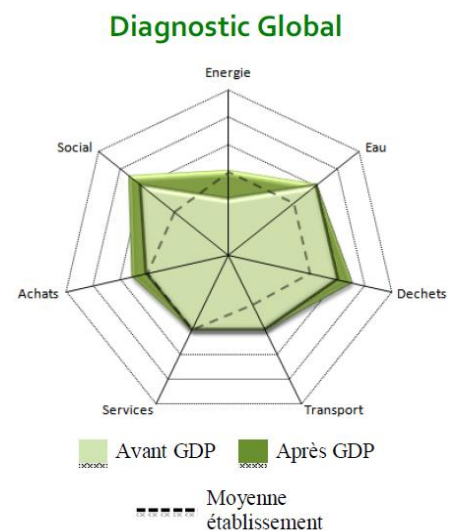 Diagnostic Global
Energie
Social
Eau
Achats
Dechets
Services
Transport
Avant GDP
Après GDP
Moyenne
établissement